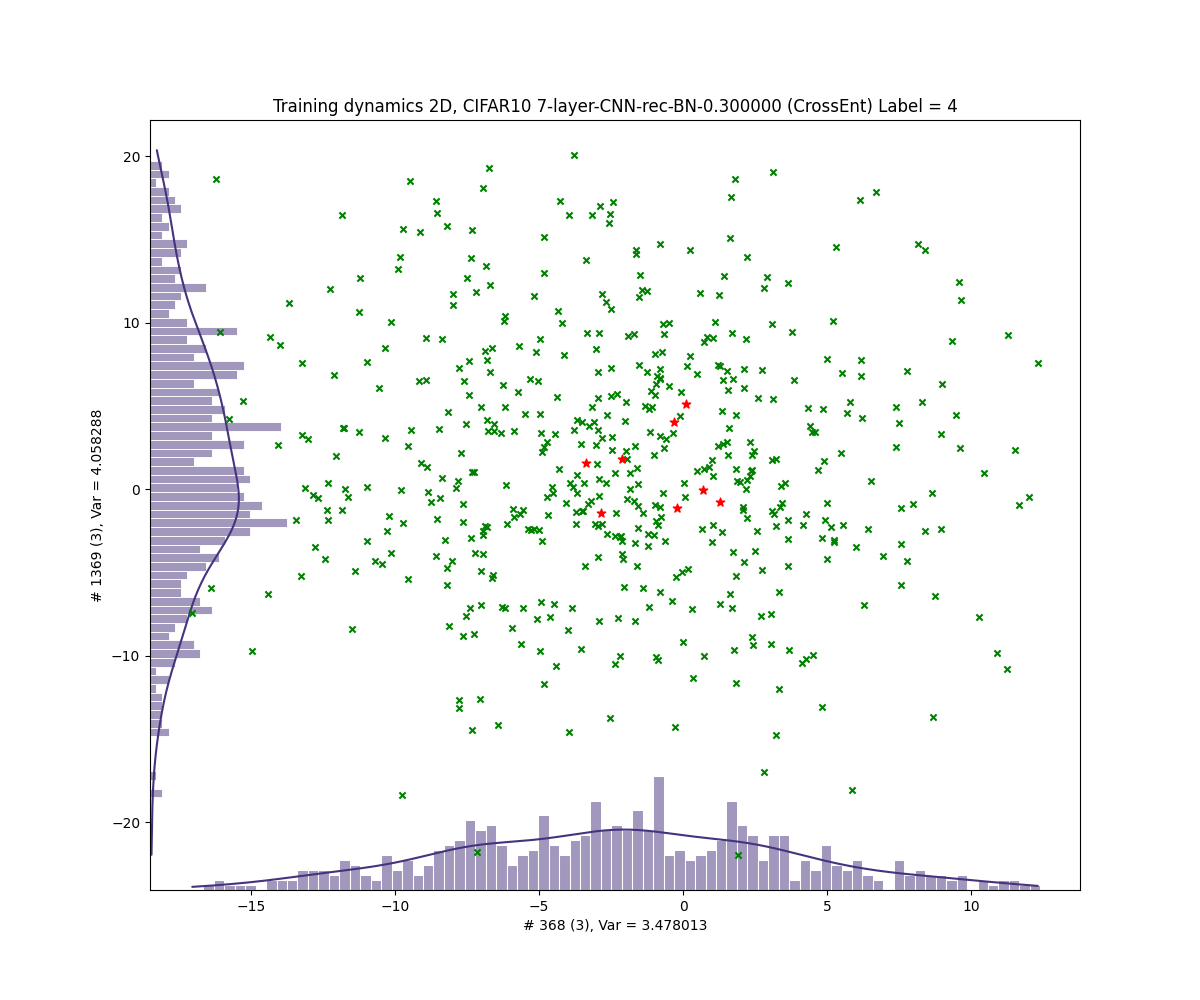 Training dynamics 2D, CIFAR10 7-layer-CNN-rec-BN-0.300000 (CrossEnt) Label = 4
20
10
0
−10
−20
# 1369 (3), Var = 4.058288
−15 −10 −5 0 5 10
# 368 (3), Var = 3.478013